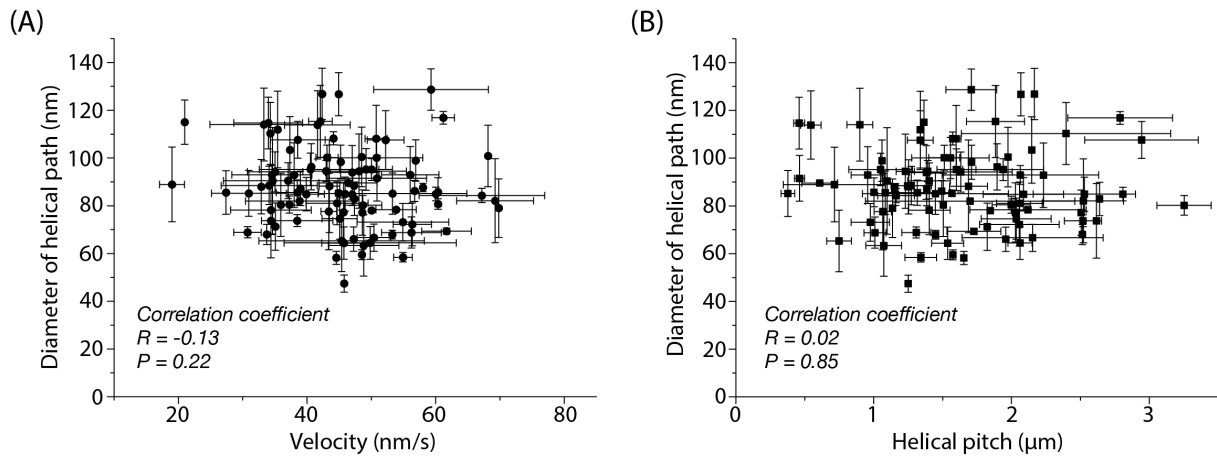 (A)
Diameter of helical path (nm)
140
120
100
80
60
40
20
0
Correlation coefficient
R = -0.13
P = 0.22
20
40
60
80
Velocity (nm/s)
(B)
Diameter of helical path (nm)
140
120
100
80
60
40
20
0
Correlation coefficient
R = 0.02
P = 0.85
0
1
2
3
Helical pitch (µm)